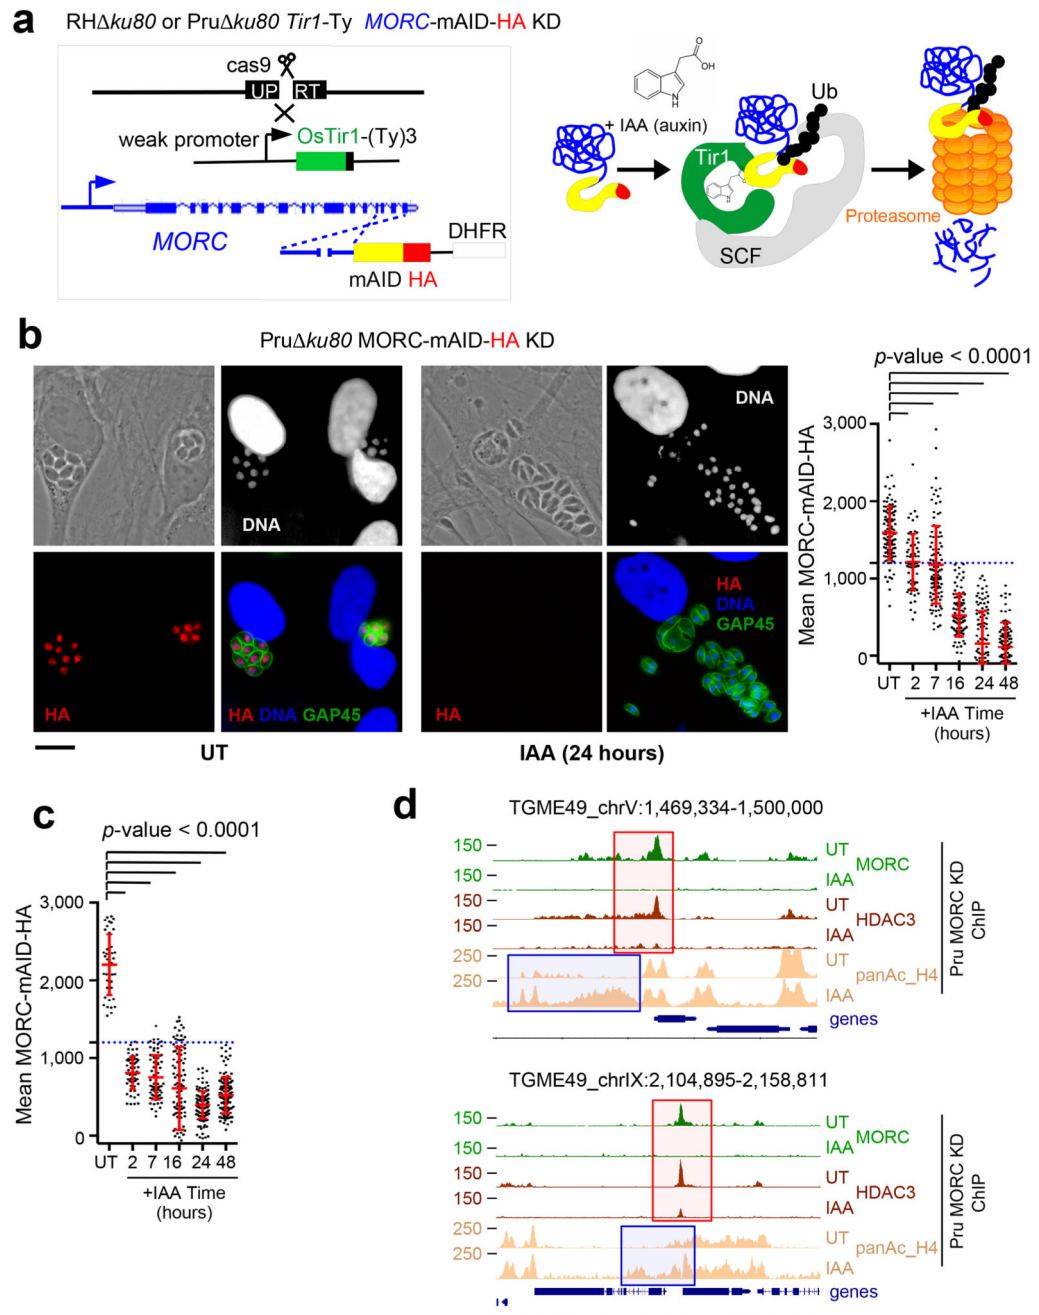 a
RHΔku80 or PruΔku80 Tir1-Ty MORC-mAID-HA KD
cas9
UP RT
weak promoter
OsTir1-(Ty)3
MORC
DHFR
mAID HA
O
OH
N
H
+ IAA (auxin)
Ub
Tir1
SCF
Proteasome
b
PruΔku80 MORC-mAID-HA KD
DNA
DNA
HA
HA DNA GAP45
HA
HA
DNA
GAP45
UT
IAA (24 hours)
p-value < 0.0001
Mean MORC-mAID-HA
3,000
2,000
1,000
0
UT 2 7 16 24 48
+IAA Time
(hours)
c
p-value < 0.0001
Mean MORC-mAID-HA
3,000
2,000
1,000
0
UT 2 7 16 24 48
+IAA Time
(hours)
d
TGME49_chrV:1,469,334-1,500,000
150 UT
MORC
150 IAA
150 UT
HDAC3
150 IAA
250 UT
panAc_H4
250 IAA
genes
Pru MORC KD
ChIP
TGME49_chrIX:2,104,895-2,158,811
150 UT
MORC
150 IAA
150 UT
HDAC3
150 IAA
250 UT
panAc_H4
250 IAA
genes
Pru MORC KD
ChIP